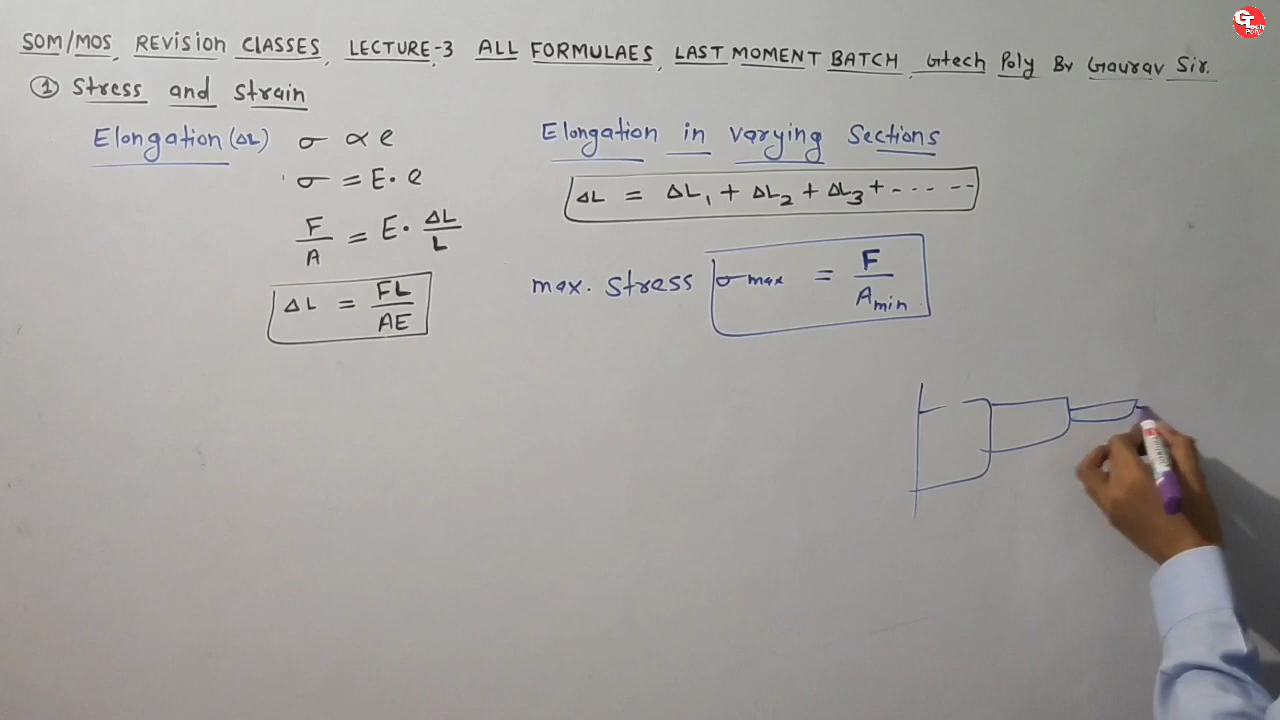 SOM/MOS, REVISION CLASSES, LECTURE-3 ALL FORMULAES, LAST MOMENT BATCH, Gtech Poly By Gaurav Sir.
① Stress and strain
Elongation (ΔL) σ ∝ e
σ = E. e
F/A = E. ΔL/L
ΔL = FL/AE
Elongation in varying Sections
ΔL = ΔL₁ + ΔL₂ + ΔL₃ + -------
max. Stress σmax = F/Amin
GTech Poly